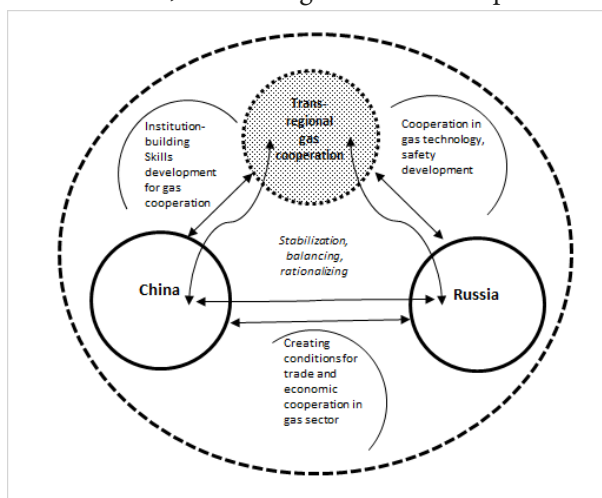 Trans-
regional
gas
cooperation
Institution-
building
Skills
development
for gas
cooperation
Cooperation in
gas technology,
safety
development
Stabilization,
balancing,
rationalizing
China
Russia
Creating
conditions for
trade and
economic
cooperation in
gas sector